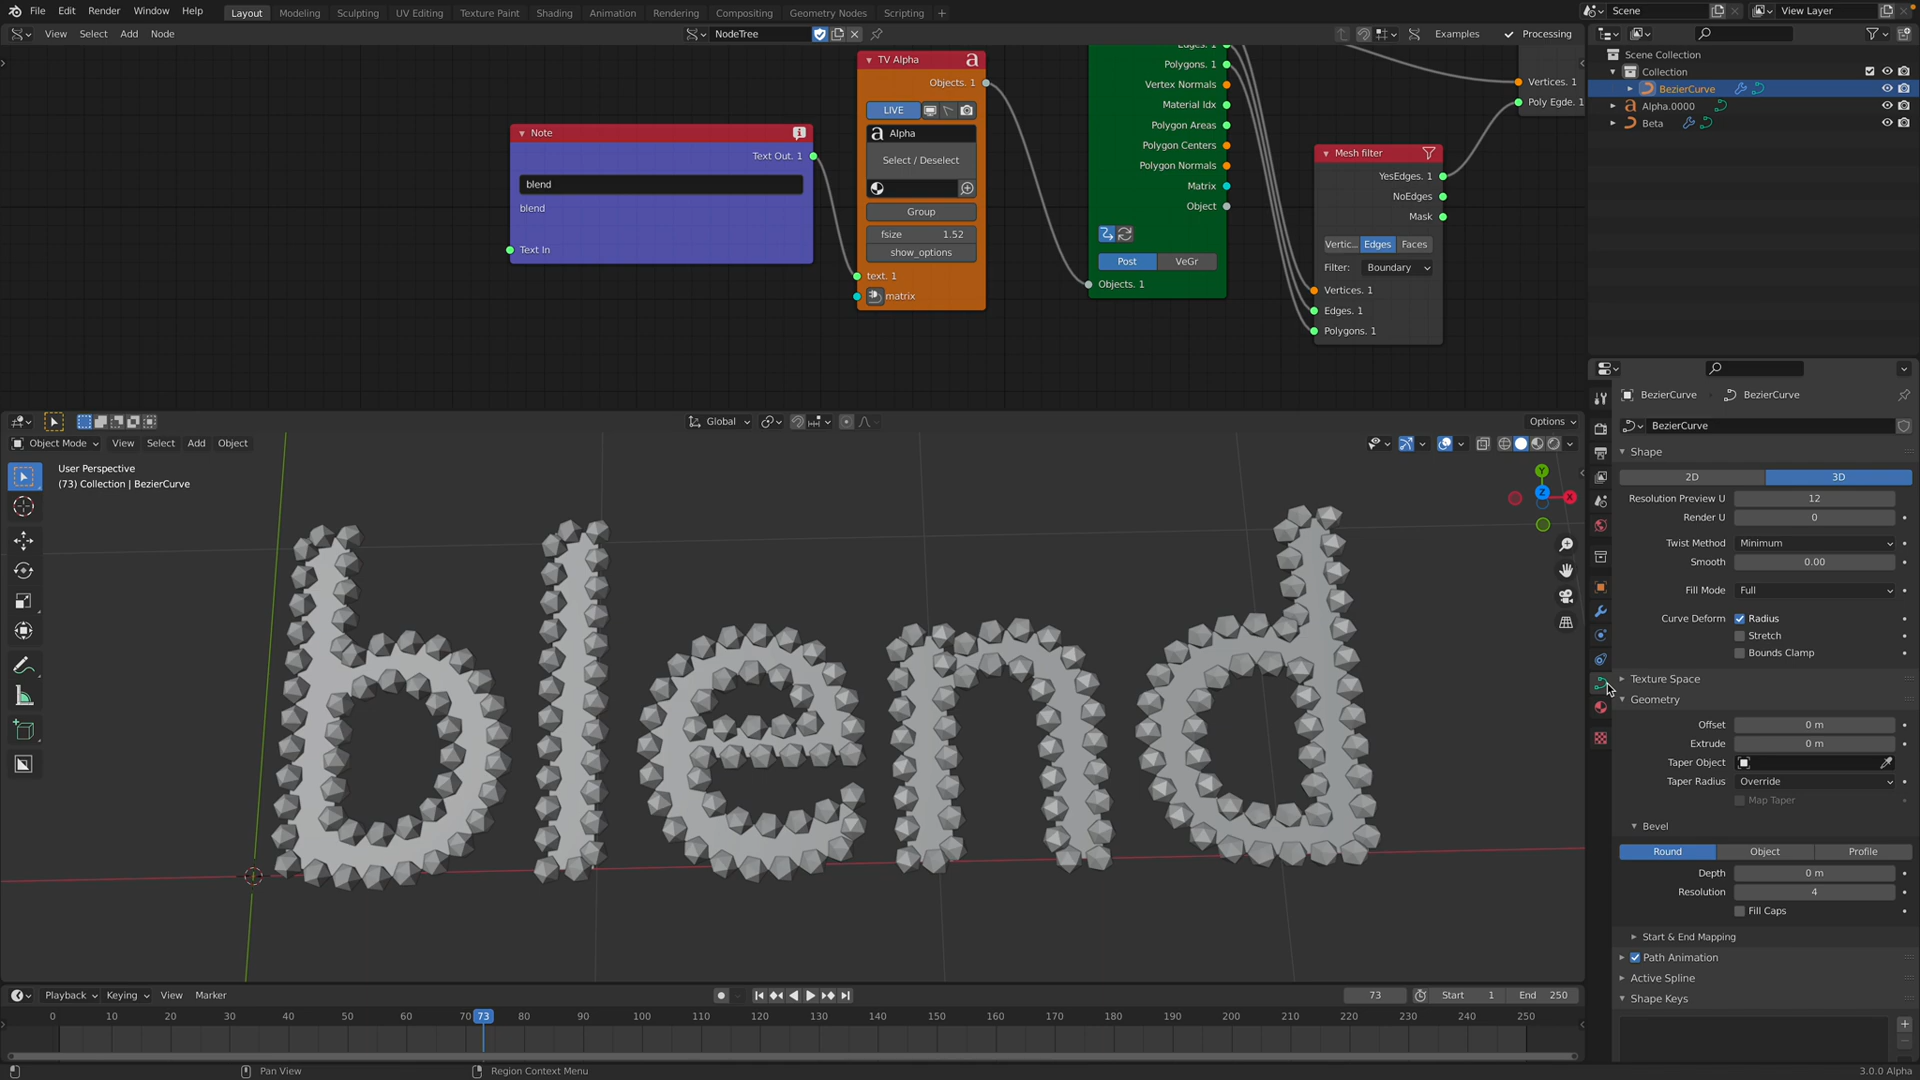 File Edit Render Window Help Layout Modeling Sculpting UV Editing Texture Paint Shading Animation Rendering Compositing Geometry Nodes Scripting + Scene View Layer
View Select Add Node NodeTree Examples Processing
Scene Collection
Collection
BezierCurve
Alpha.0000
Beta
Note
Text Out. 1
blend
blend
Text In
TV Alpha
Objects. 1
LIVE
Alpha
Select / Deselect
Group
fsize 1.52
show_options
text. 1
matrix
Edges. 1
Polygons. 1
Vertex Normals
Material Idx
Polygon Areas
Polygon Centers
Polygon Normals
Matrix
Object
Post VeGr
Objects. 1
Mesh filter
YesEdges. 1
NoEdges
Mask
Vertic... Edges Faces
Filter: Boundary
Vertices. 1
Edges. 1
Polygons. 1
Vertices. 1
Poly Egde. 1
Global Options
Object Mode View Select Add Object
User Perspective
(73) Collection | BezierCurve
Y
Z X
blend
BezierCurve BezierCurve
BezierCurve
Shape
2D 3D
Resolution Preview U 12
Render U 0
Twist Method Minimum
Smooth 0.00
Fill Mode Full
Curve Deform Radius
Stretch
Bounds Clamp
Texture Space
Geometry
Offset 0 m
Extrude 0 m
Taper Object
Taper Radius Override
Map Taper
Bevel
Round Object Profile
Depth 0 m
Resolution 4
Fill Caps
Start & End Mapping
Path Animation
Active Spline
Shape Keys
Playback Keying View Marker 73 Start 1 End 250
0 10 20 30 40 50 60 70 73 80 90 100 110 120 130 140 150 160 170 180 190 200 210 220 230 240 250
Pan View Region Context Menu 3.0.0 Alpha